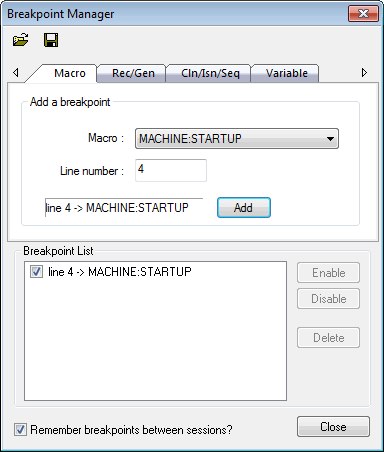 Breakpoint Manager
Macro Rec/Gen Cln/Isn/Seq Variable
Add a breakpoint
Macro : MACHINE:STARTUP
Line number : 4
line 4 -> MACHINE:STARTUP Add
Breakpoint List
line 4 -> MACHINE:STARTUP
Enable
Disable
Delete
Remember breakpoints between sessions? Close